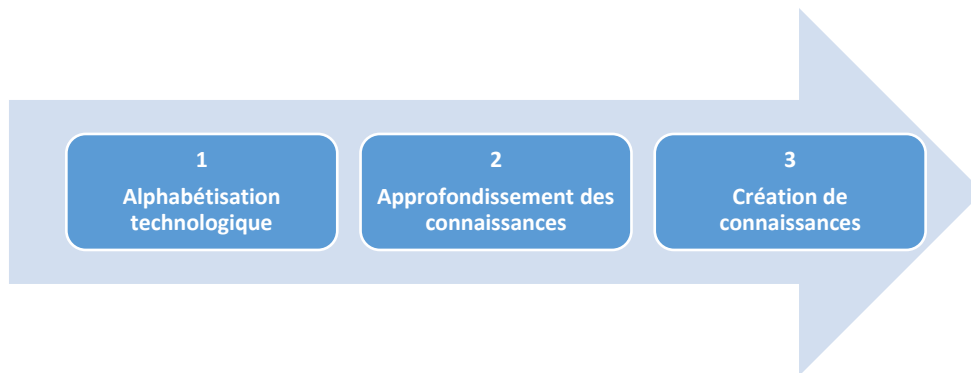 1
Alphabétisation
technologique
2
Approfondissement des
connaissances
3
Création de
connaissances